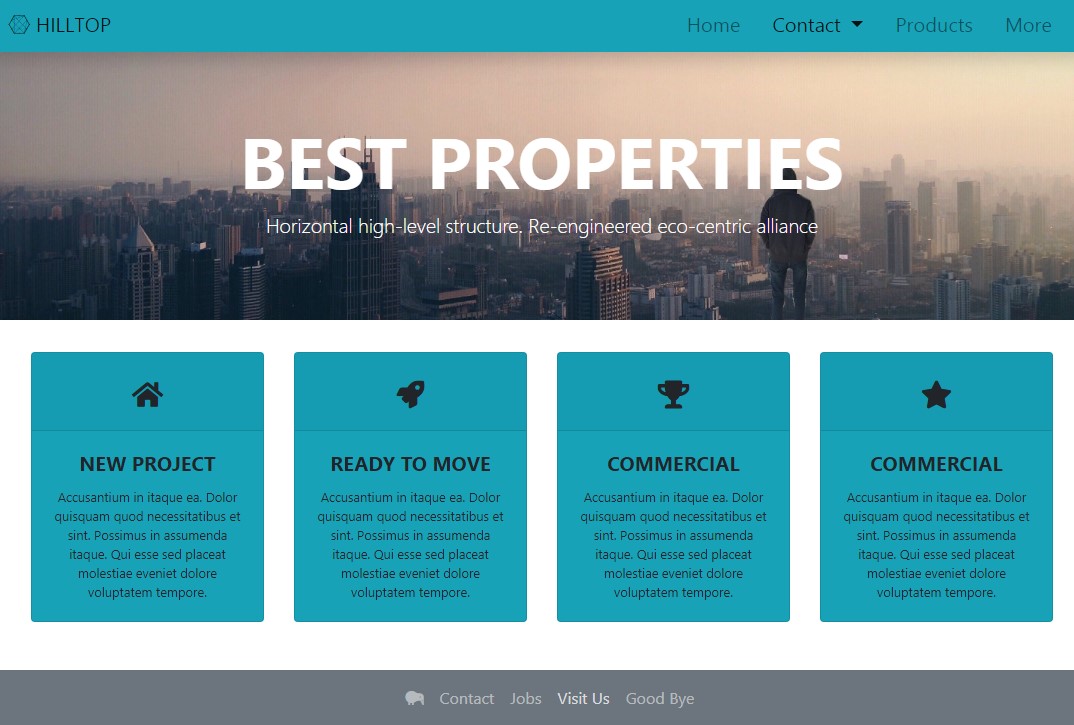 HILLTOP
Home Contact Products More
BEST PROPERTIES
Horizontal high-level structure. Re-engineered eco-centric alliance
NEW PROJECT
Accusantium in itaque ea. Dolor
quisquam quod necessitatibus et
sint. Possimus in assumenda
itaque. Qui esse sed placeat
molestiae eveniet dolore
voluptatem tempore.
READY TO MOVE
Accusantium in itaque ea. Dolor
quisquam quod necessitatibus et
sint. Possimus in assumenda
itaque. Qui esse sed placeat
molestiae eveniet dolore
voluptatem tempore.
COMMERCIAL
Accusantium in itaque ea. Dolor
quisquam quod necessitatibus et
sint. Possimus in assumenda
itaque. Qui esse sed placeat
molestiae eveniet dolore
voluptatem tempore.
COMMERCIAL
Accusantium in itaque ea. Dolor
quisquam quod necessitatibus et
sint. Possimus in assumenda
itaque. Qui esse sed placeat
molestiae eveniet dolore
voluptatem tempore.
Contact Jobs Visit Us Good Bye